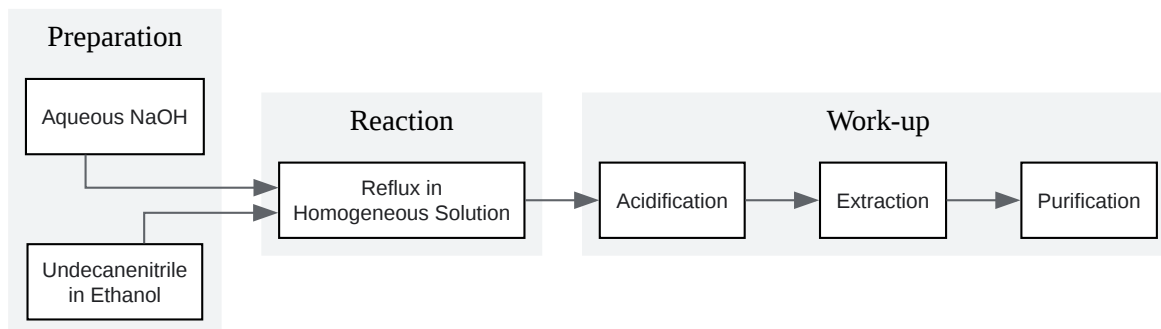 Preparation
Aqueous NaOH
Undecanenitrile
in Ethanol
Reaction
Reflux in
Homogeneous Solution
Work-up
Acidification
Extraction
Purification